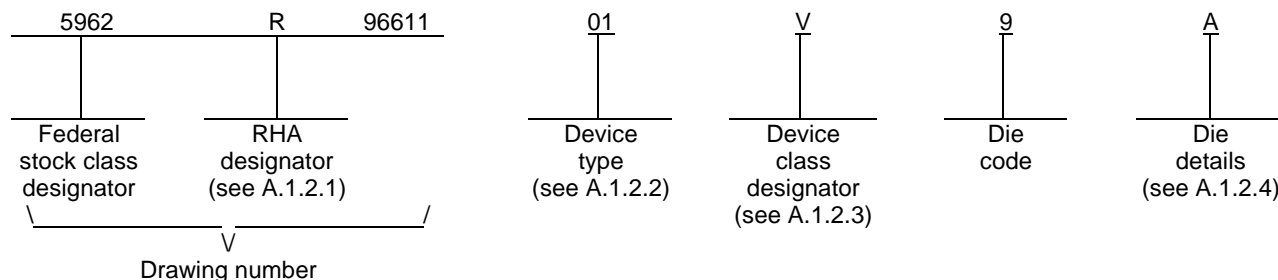 5962 R 96611 01 V 9 A
Federal stock class designator
RHA designator (see A.1.2.1)
Device type (see A.1.2.2)
Device class designator (see A.1.2.3)
Die code
Die details (see A.1.2.4)
\ /
\/
Drawing number